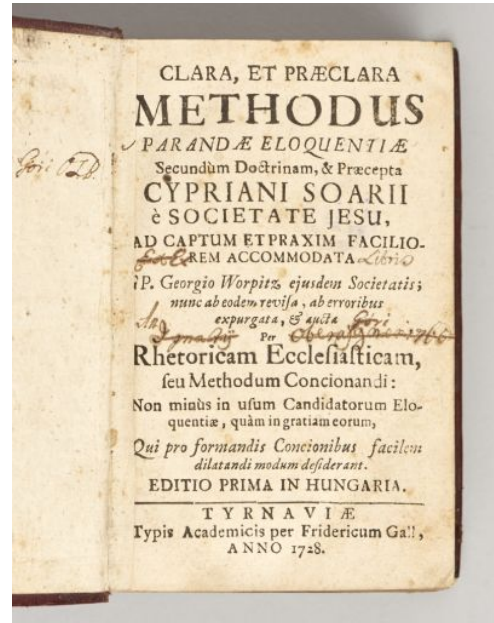 CLARA, ET PRÆCLARA
METHODUS
PARANDÆ ELOQUENTIÆ
Secundùm Doctrinam, & Præcepta
CYPRIANI SOARII
è SOCIETATE JESU,
AD CAPTUM ET PRAXIM FACILIO-
REM ACCOMMODATA Libris
P. Georgio Worpitz, ejusdem Societatis;
nunc ab eodem revisa, ab erroribus
expurgata, & aucta Gori
Per
Rhetoricam Ecclesiasticam,
seu Methodum Concionandi:
Non minùs in usum Candidatorum Elo-
quentiæ, quàm in gratiam eorum,
Qui pro formandis Concionibus facilem
dilatandi modum desiderant.
EDITIO PRIMA IN HUNGARIA.
TYRNAVIÆ
Typis Academicis per Fridericum Gall,
ANNO 1728.